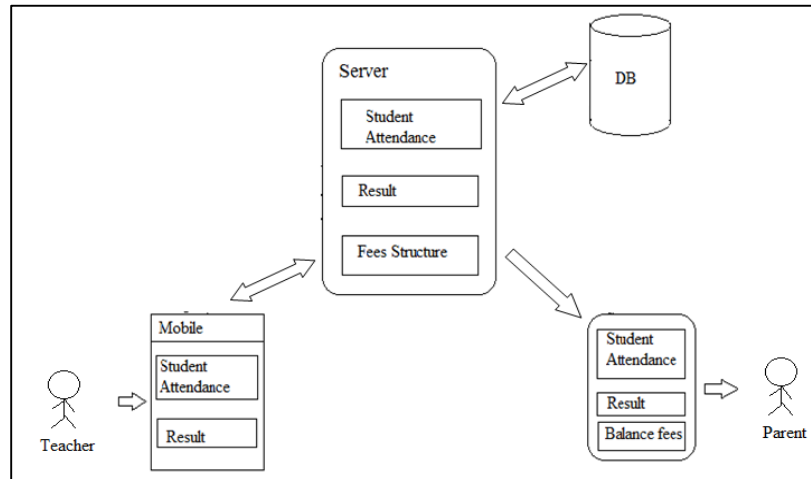 Server
Student
Attendance
Result
Fees Structure
DB
Mobile
Student
Attendance
Result
Teacher
Student
Attendance
Result
Balance fees
Parent